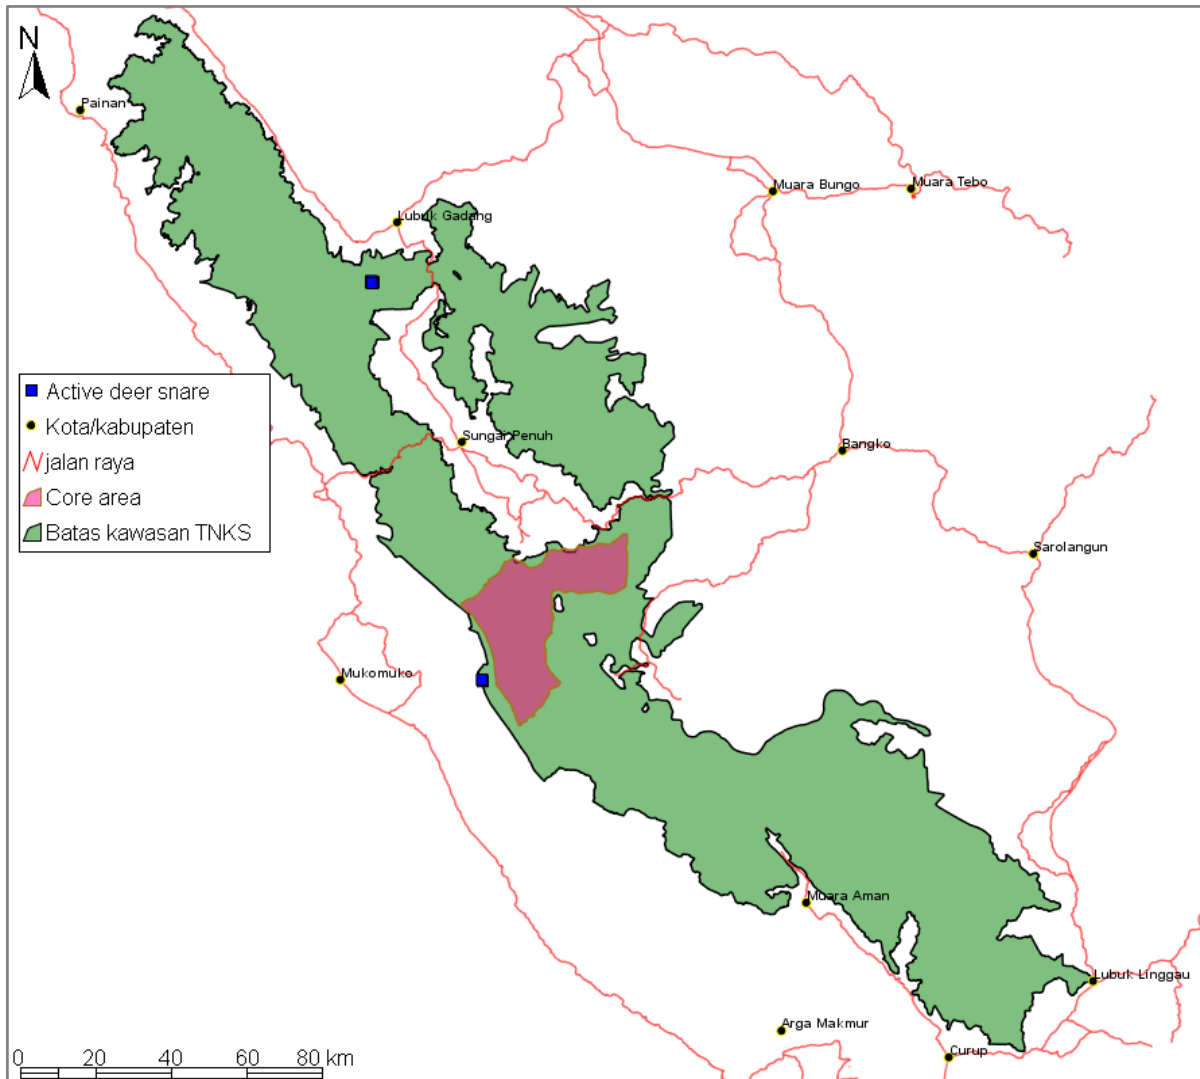 N
Painan
Muara Bungo
Muara Tebo
Lubuk Gadang
Active deer snare
Kota/kabupaten
jalan raya
Core area
Batas kawasan TNKS
Sungai Penuh
Bangko
Sarolangun
Mukomuko
Muara Aman
Lubuk Linggau
Arga Makmur
Curup
0 20 40 60 80 km